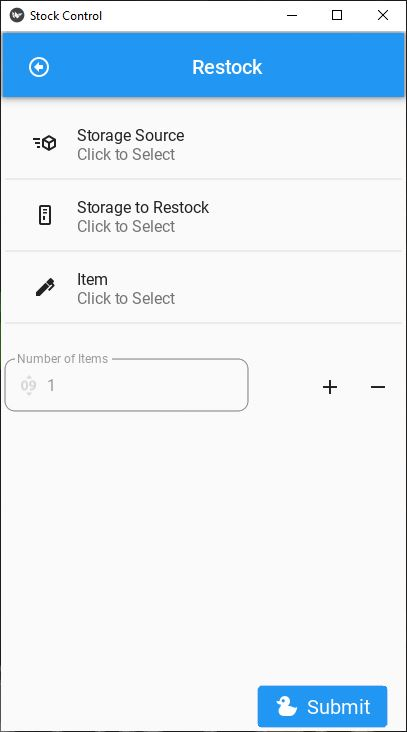 Stock Control
Restock
Storage Source
Click to Select
Storage to Restock
Click to Select
Item
Click to Select
Number of Items
09 1
Submit